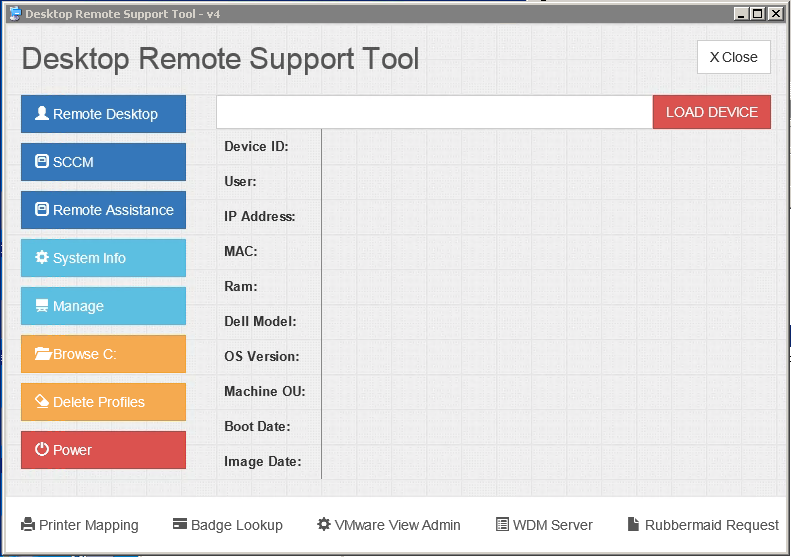 Desktop Remote Support Tool - v4
Desktop Remote Support Tool
X Close
Remote Desktop
LOAD DEVICE
SCCM
Remote Assistance
System Info
Manage
Browse C:
Delete Profiles
Power
Device ID:
User:
IP Address:
MAC:
Ram:
Dell Model:
OS Version:
Machine OU:
Boot Date:
Image Date:
Printer Mapping
Badge Lookup
VMware View Admin
WDM Server
Rubbermaid Request